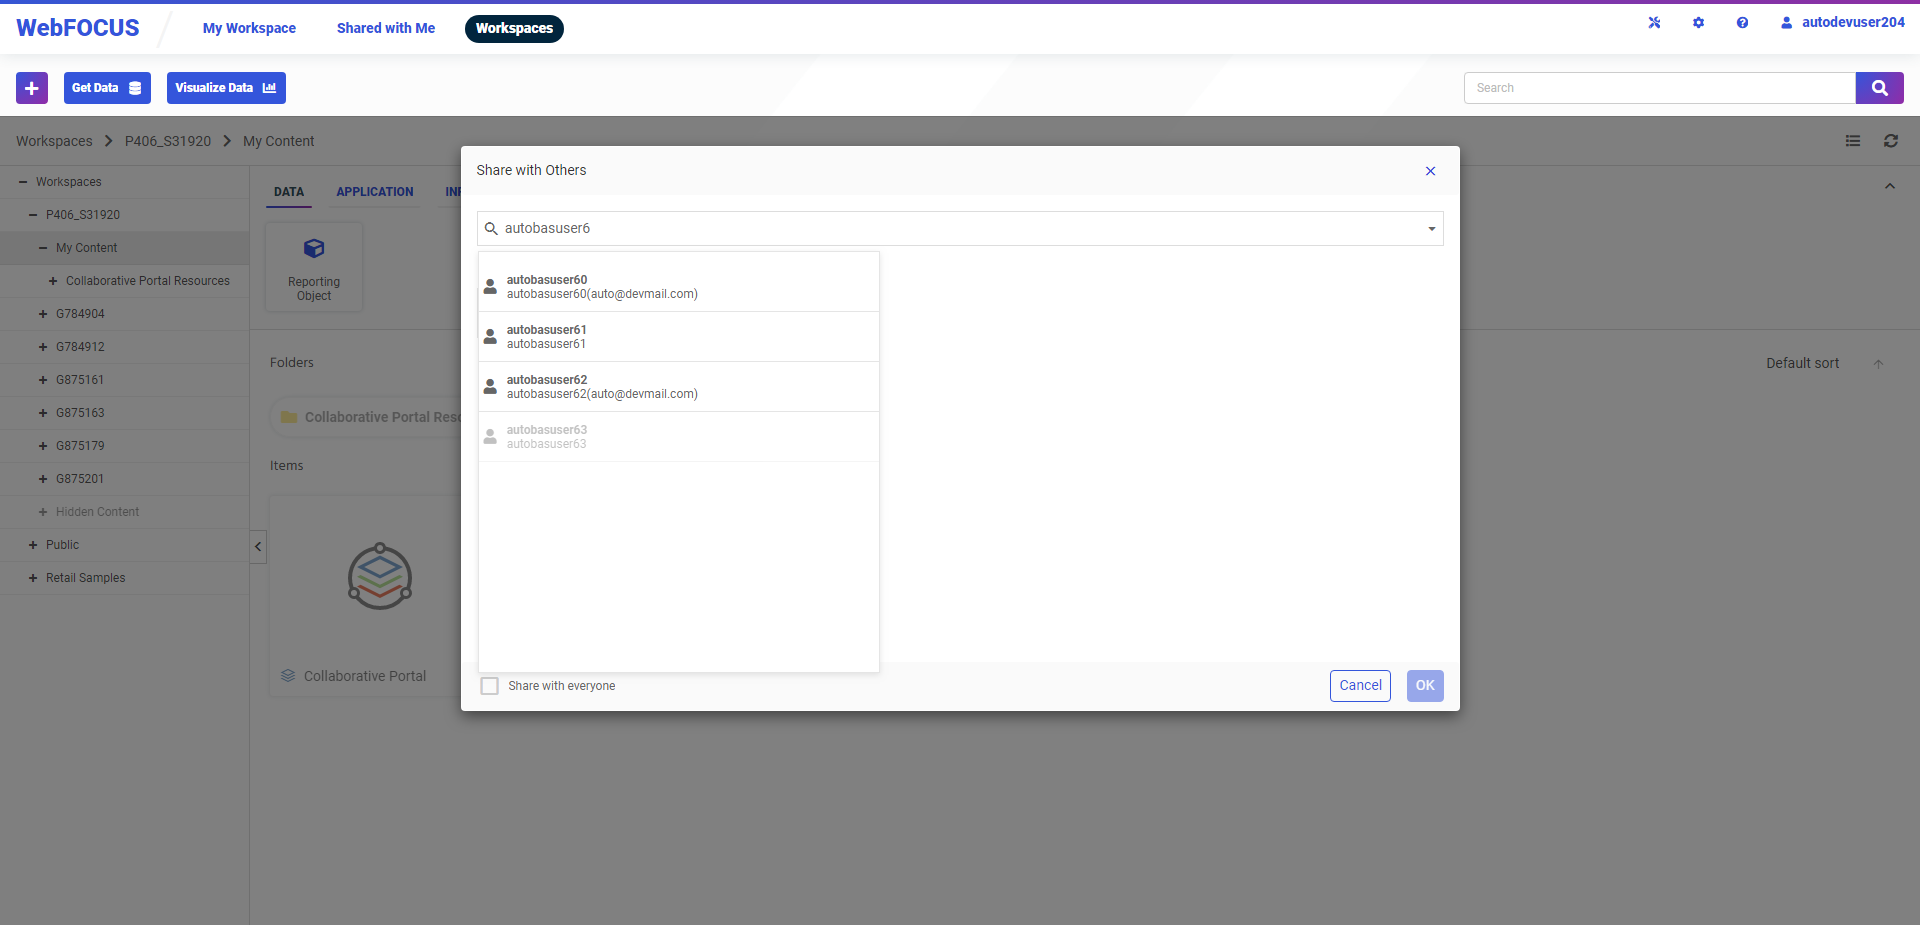 WebFOCUS
My Workspace
Shared with Me
Workspaces
autodevuser204
Get Data
Visualize Data
Search
Workspaces
P406_S31920
My Content
Workspaces
P406_S31920
My Content
Collaborative Portal Resources
G784904
G784912
G875161
G875163
G875179
G875201
Hidden Content
Public
Retail Samples
DATA
APPLICATION
INF
Reporting
Object
Folders
Collaborative Portal Reso
Items
Collaborative Portal
Default sort
Share with Others
autobasuser6
autobasuser60
autobasuser60(auto@devmail.com)
autobasuser61
autobasuser61
autobasuser62
autobasuser62(auto@devmail.com)
autobasuser63
autobasuser63
Share with everyone
Cancel
OK